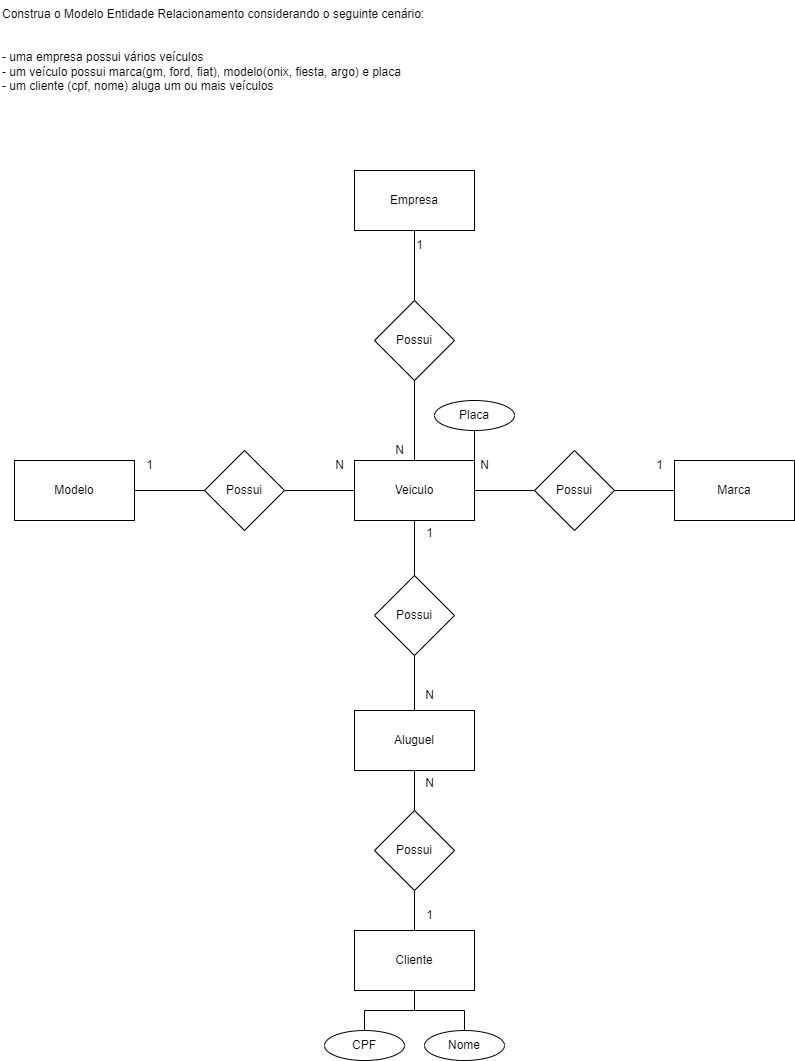 Construa o Modelo Entidade Relacionamento considerando o seguinte cenário:
- uma empresa possui vários veículos
- um veículo possui marca(gm, ford, fiat), modelo(onix, fiesta, argo) e placa
- um cliente (cpf, nome) aluga um ou mais veículos
Empresa
1
Possui
Placa
N
Modelo
1
Possui
N
Veiculo
N
Possui
1
Marca
1
Possui
N
Aluguel
N
Possui
1
Cliente
CPF
Nome